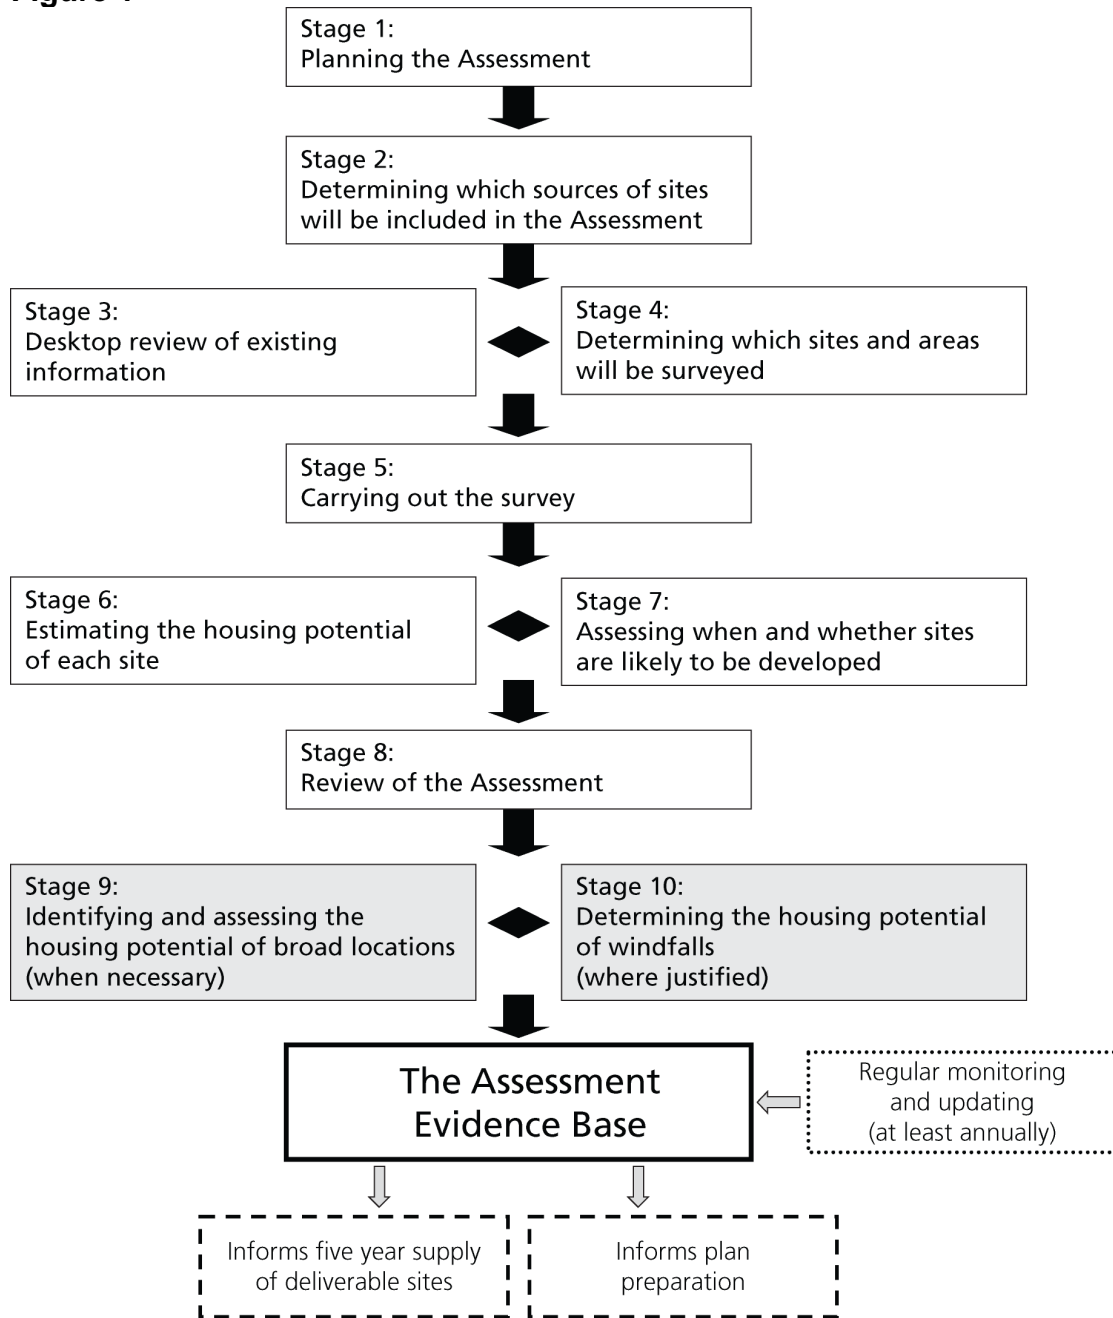 Stage 1:
Planning the Assessment
Stage 2:
Determining which sources of sites
will be included in the Assessment
Stage 3:
Desktop review of existing
information
Stage 4:
Determining which sites and areas
will be surveyed
Stage 5:
Carrying out the survey
Stage 6:
Estimating the housing potential
of each site
Stage 7:
Assessing when and whether sites
are likely to be developed
Stage 8:
Review of the Assessment
Stage 9:
Identifying and assessing the
housing potential of broad locations
(when necessary)
Stage 10:
Determining the housing potential
of windfalls
(where justified)
The Assessment
Evidence Base
Regular monitoring
and updating
(at least annually)
Informs five year supply
of deliverable sites
Informs plan
preparation